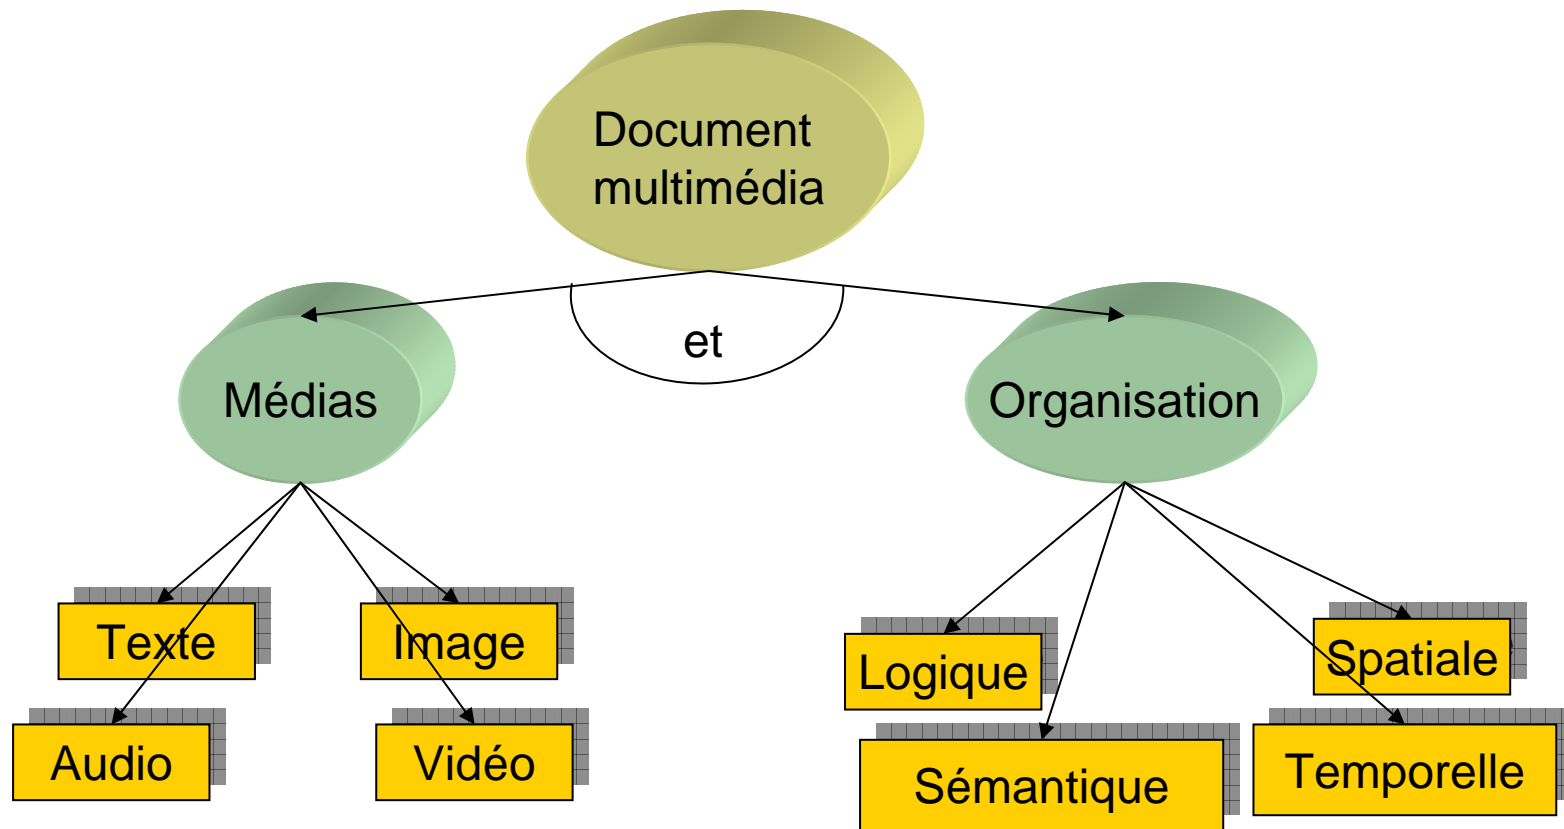 Document
multimédia
et
Médias
Organisation
Texte
Image
Logique
Spatiale
Audio
Vidéo
Sémantique
Temporelle